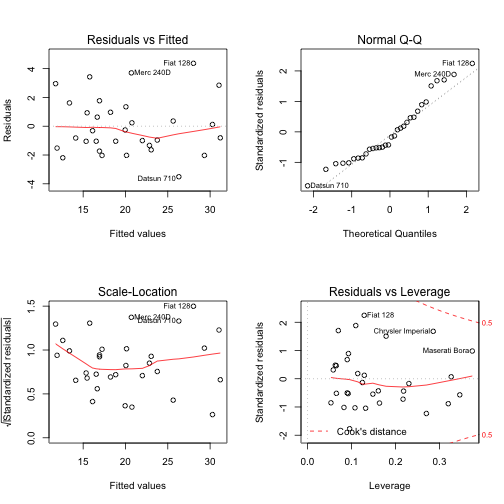 Residuals vs Fitted
Residuals
4
2
0
-2
-4
Fiat 128
Merc 240D
Datsun 710
15 20 25 30
Fitted values
Normal Q-Q
Standardized residuals
2
1
0
-1
Fiat 128
Merc 240D
Datsun 710
-2 -1 0 1 2
Theoretical Quantiles
Scale-Location
√|Standardized residuals|
1.5
1.0
0.5
0.0
Fiat 128
Merc 240D
Datsun 710
15 20 25 30
Fitted values
Residuals vs Leverage
Standardized residuals
2
1
0
-1
-2
Fiat 128
Chrysler Imperial
Maserati Bora
0.5
0.5
Cook's distance
0.0 0.1 0.2 0.3
Leverage